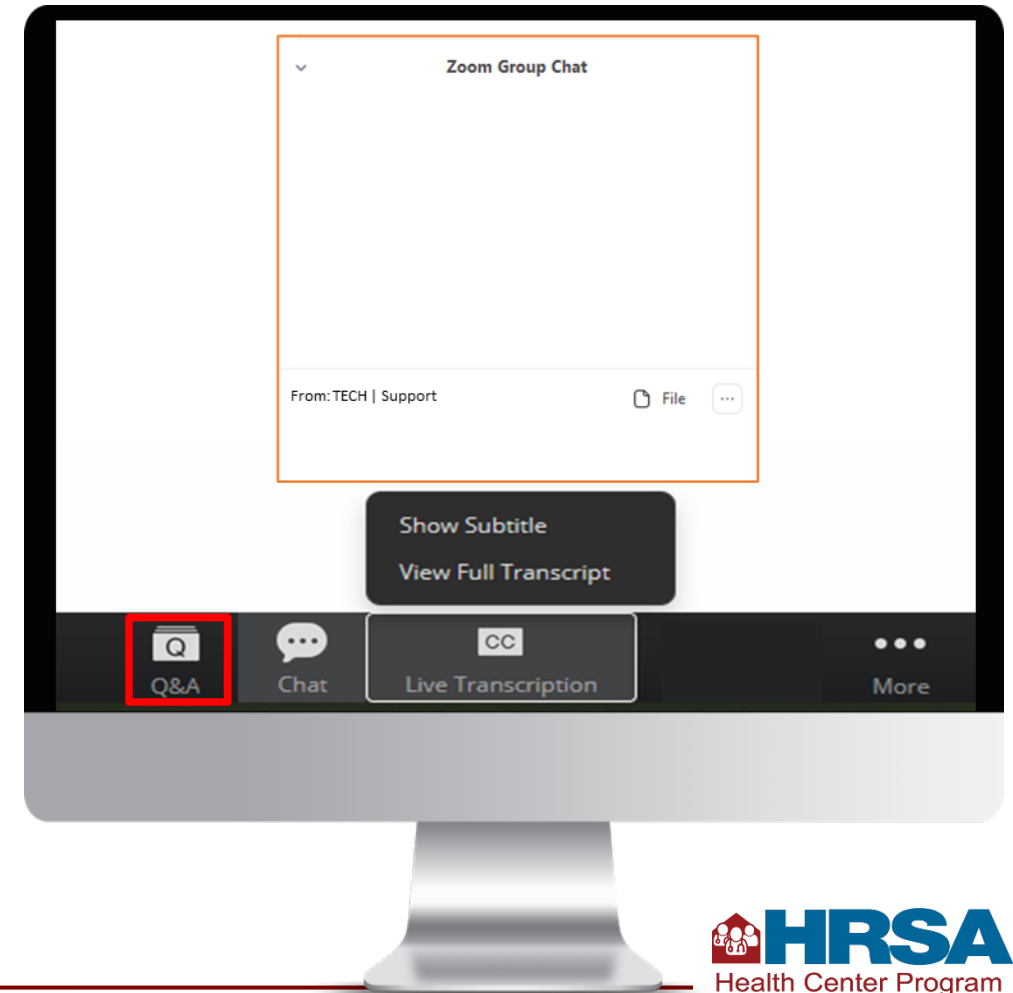 Zoom Group Chat
From: TECH | Support
File
Show Subtitle
View Full Transcript
Q
CC
Q&A
Chat
Live Transcription
More
HRSA
Health Center Program